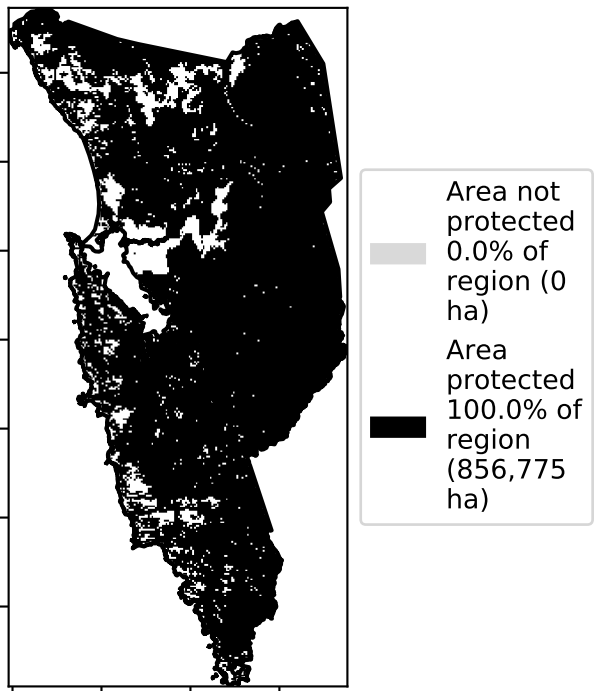 Area not
protected
0.0% of
region (0
ha)
Area
protected
100.0% of
region
(856,775
ha)